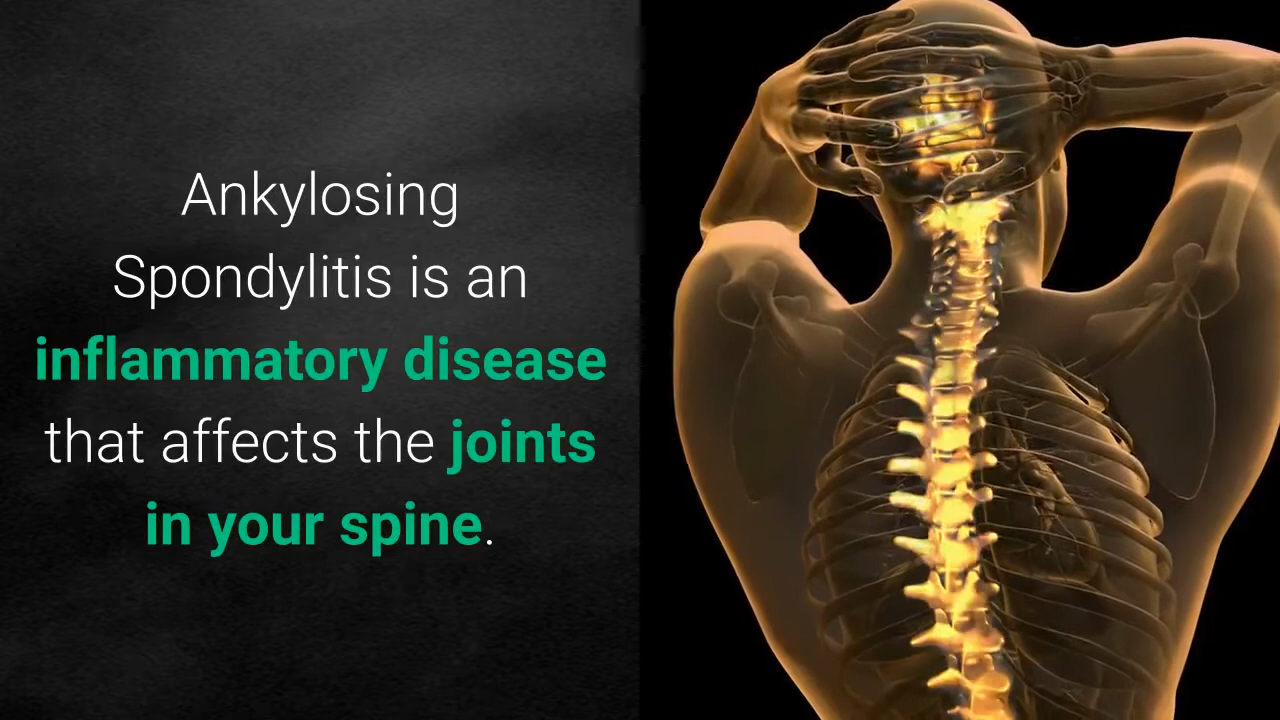 Ankylosing
Spondylitis is an
inflammatory disease
that affects the joints
in your spine.